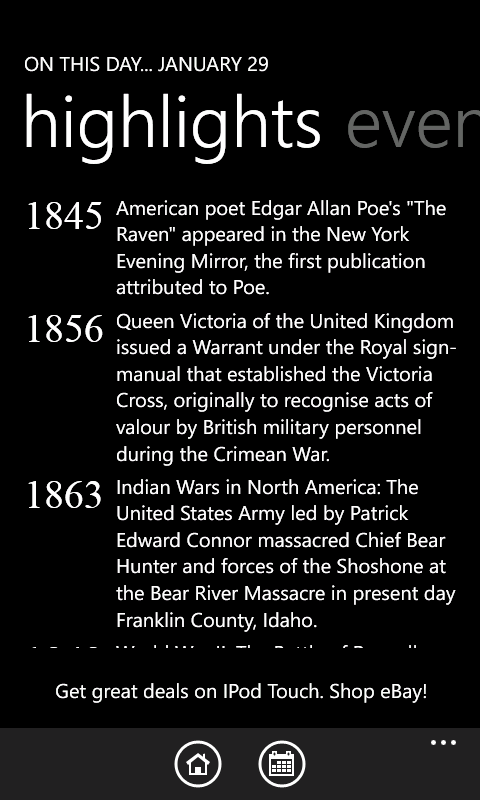 ON THIS DAY... JANUARY 29
highlights
1845 American poet Edgar Allan Poe's "The
Raven" appeared in the New York
Evening Mirror, the first publication
attributed to Poe.
1856 Queen Victoria of the United Kingdom
issued a Warrant under the Royal sign-
manual that established the Victoria
Cross, originally to recognise acts of
valour by British military personnel
during the Crimean War.
1863 Indian Wars in North America: The
United States Army led by Patrick
Edward Connor massacred Chief Bear
Hunter and forces of the Shoshone at
the Bear River Massacre in present day
Franklin County, Idaho.
Get great deals on IPod Touch. Shop eBay!